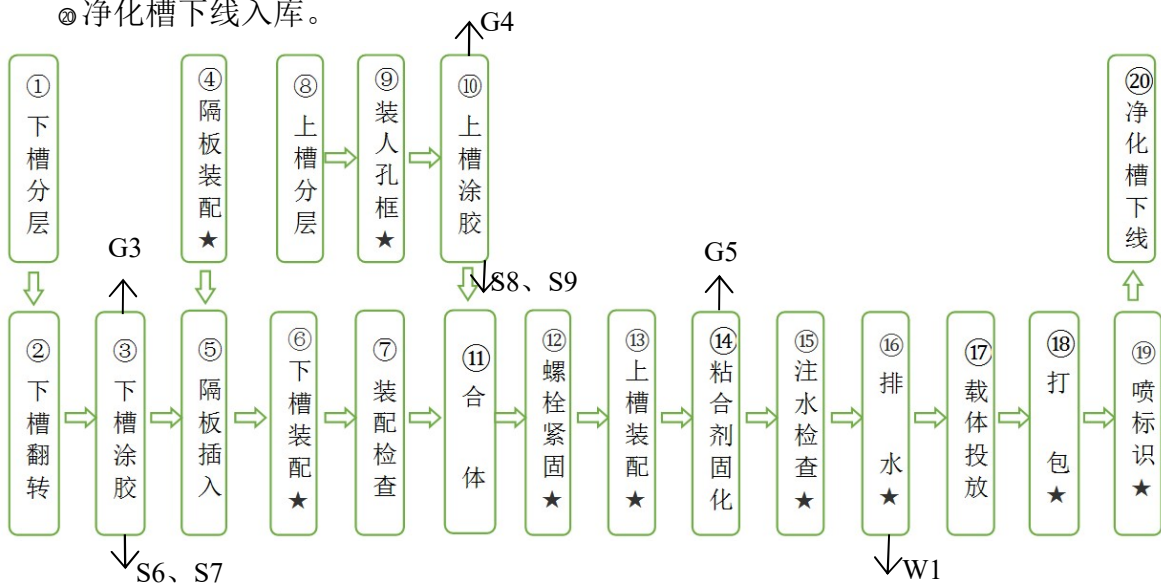 ⑳净化槽下线入库。
G4
①下槽分层
④隔板装配★
⑧上槽分层
⑨装人孔框★
⑩上槽涂胶
⑳净化槽下线
G3
S8、S9
G5
②下槽翻转
③下槽涂胶
⑤隔板插入
⑥下槽装配★
⑦装配检查
⑪合体
⑫螺栓紧固★
⑬上槽装配★
⑭粘合剂固化
⑮注水检查★
⑯排水★
⑰载体投放
⑱打包★
⑲喷标识★
S6、S7
W1